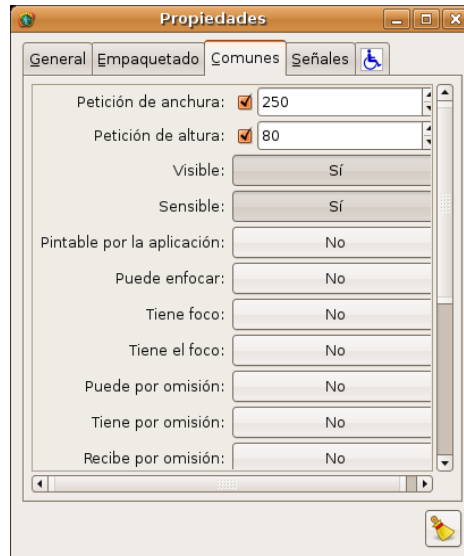 Propiedades
General Empaquetado Comunes Señales
Petición de anchura: 250
Petición de altura: 80
Visible: Sí
Sensible: Sí
Pintable por la aplicación: No
Puede enfocar: No
Tiene foco: No
Tiene el foco: No
Puede por omisión: No
Tiene por omisión: No
Recibe por omisión: No